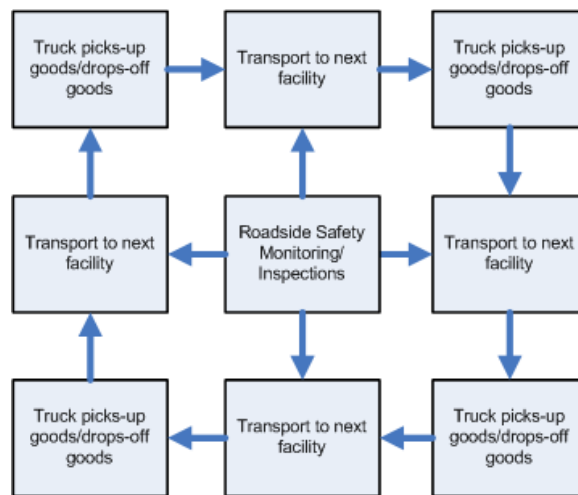 Truck picks-up
goods/drops-off
goods
Transport to next
facility
Truck picks-up
goods/drops-off
goods
Transport to next
facility
Roadside Safety
Monitoring/
Inspections
Transport to next
facility
Truck picks-up
goods/drops-off
goods
Transport to next
facility
Truck picks-up
goods/drops-off
goods